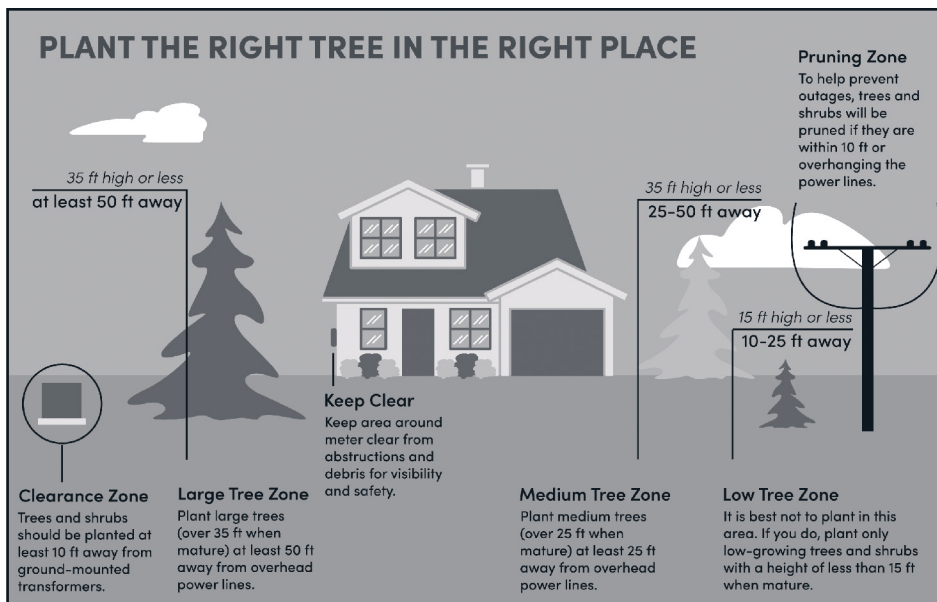 PLANT THE RIGHT TREE IN THE RIGHT PLACE
Pruning Zone
To help prevent
outages, trees and
shrubs will be
pruned if they are
within 10 ft or
overhanging the
power lines.
35 ft high or less
at least 50 ft away
35 ft high or less
25-50 ft away
15 ft high or less
10-25 ft away
Keep Clear
Keep area around
meter clear from
abstructions and
debris for visibility
and safety.
Clearance Zone
Trees and shrubs
should be planted at
least 10 ft away from
ground-mounted
transformers.
Large Tree Zone
Plant large trees
(over 35 ft when
mature) at least 50 ft
away from overhead
power lines.
Medium Tree Zone
Plant medium trees
(over 25 ft when
mature) at least 25 ft
away from overhead
power lines.
Low Tree Zone
It is best not to plant in this
area. If you do, plant only
low-growing trees and shrubs
with a height of less than 15 ft
when mature.